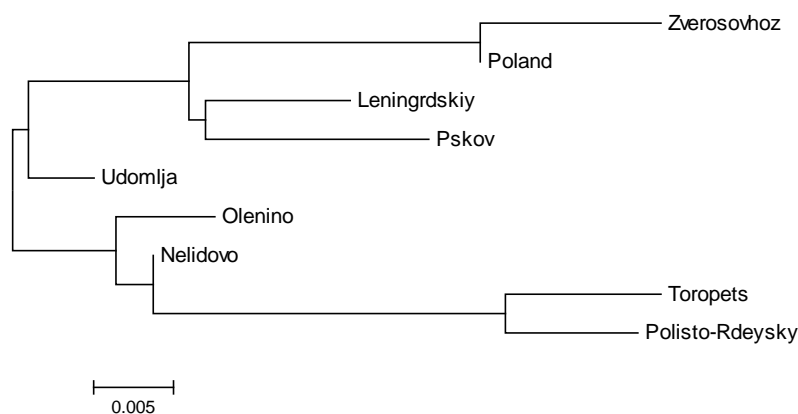 Zverosovhoz
Poland
Leningrdskiy
Pskov
Udomlja
Olenino
Nelidovo
Toropets
Polisto-Rdeysky
0.005